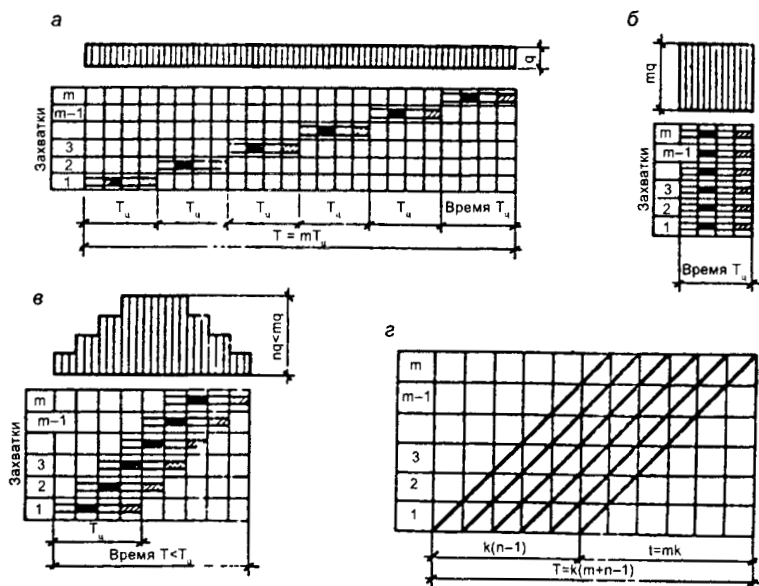 а
q
Захватки
m
m–1
3
2
1
Tц Tц Tц Tц Tц Время Tц
T = mTц
б
mq
Захватки
m
m–1
3
2
1
Время Tц
в
nq<mq
Захватки
m
m–1
3
2
1
Tц
Время T<Tц
г
m
m–1
3
2
1
k(n–1) t=mk
T=k(m+n–1)